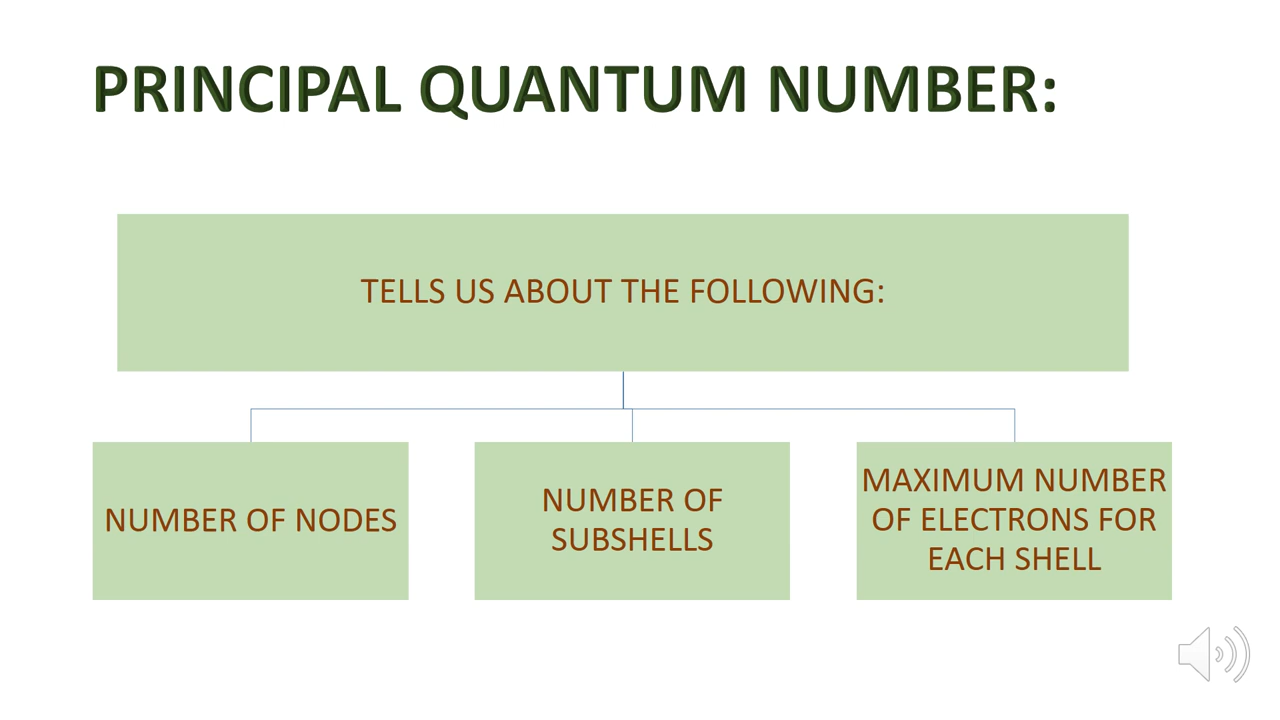 PRINCIPAL QUANTUM NUMBER:
TELLS US ABOUT THE FOLLOWING:
NUMBER OF NODES
NUMBER OF
SUBSHELLS
MAXIMUM NUMBER
OF ELECTRONS FOR
EACH SHELL